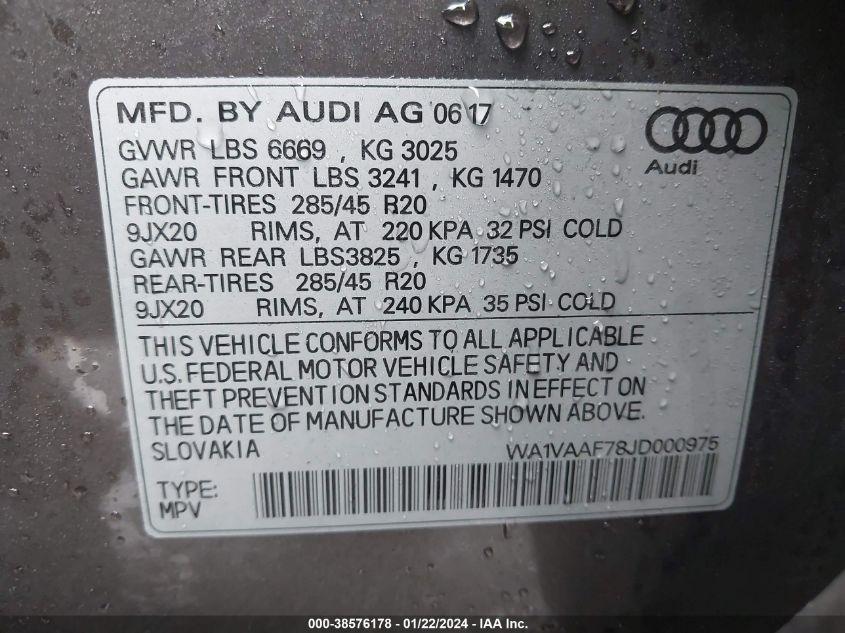 MFD. BY AUDI AG 06 17
Audi
GVWR LBS 6669 , KG 3025
GAWR FRONT LBS 3241 , KG 1470
FRONT-TIRES 285/45 R20
9JX20 RIMS, AT 220 KPA 32 PSI COLD
GAWR REAR LBS3825 , KG 1735
REAR-TIRES 285/45 R20
9JX20 RIMS, AT 240 KPA 35 PSI COLD
THIS VEHICLE CONFORMS TO ALL APPLICABLE
U.S. FEDERAL MOTOR VEHICLE SAFETY AND
THEFT PREVENTION STANDARDS IN EFFECT ON
THE DATE OF MANUFACTURE SHOWN ABOVE.
SLOVAKIA WA1VAAF78JD000975
TYPE:
MPV
000-38576178 - 01/22/2024 - IAA Inc.